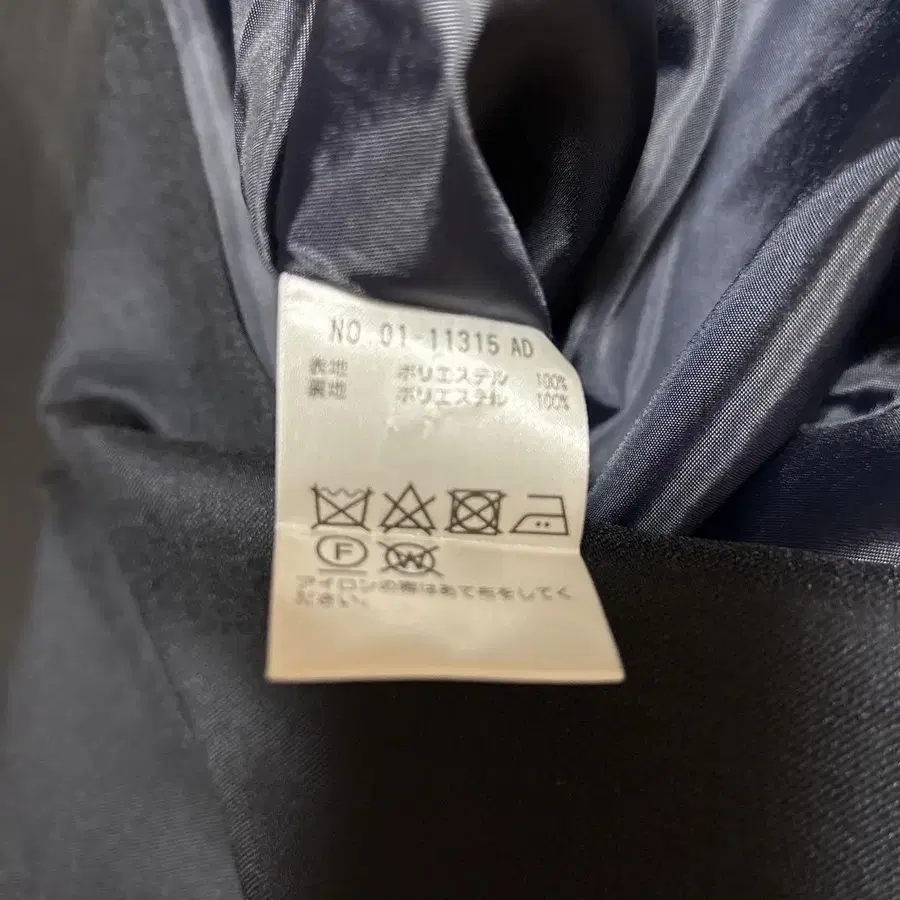 NO.01-11315 AD
表地 ポリエステル 100%
裏地 ポリエステル 100%
F W
アイロンの際はあて布をしてく
ださい。